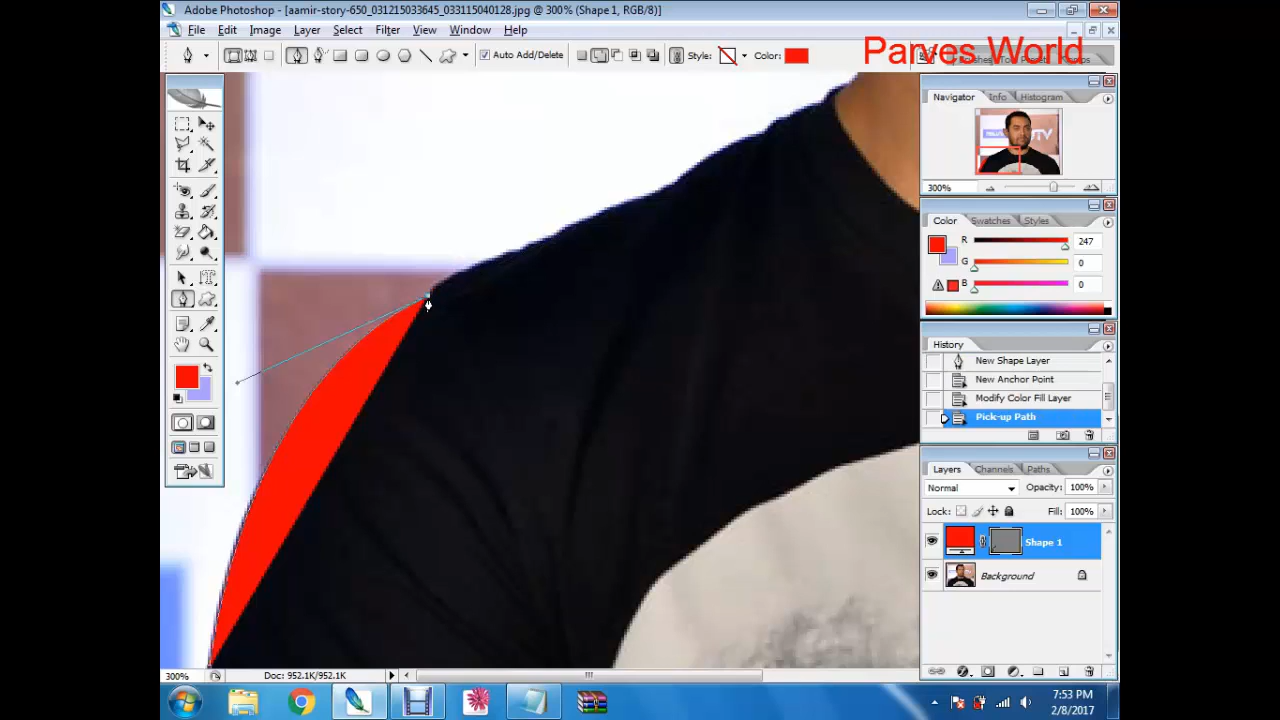 Adobe Photoshop - [aamir-story-650_031215033645_033115040128.jpg @ 300% (Shape 1, RGB/8)]
File Edit Image Layer Select Filter View Window Help
Auto Add/Delete Style: Color:
Parves World
Navigator Info Histogram
300%
Color Swatches Styles
R 247
G 0
B 0
History
New Shape Layer
New Anchor Point
Modify Color Fill Layer
Pick-up Path
Layers Channels Paths
Normal Opacity: 100%
Lock: Fill: 100%
Shape 1
Background
300% Doc: 952.1K/952.1K
7:53 PM
2/8/2017